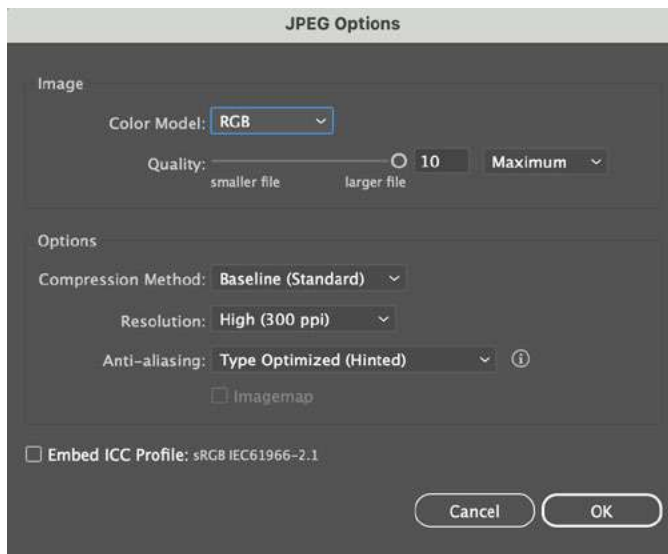 JPEG Options
Image
Color Model: RGB
Quality: 10 Maximum
smaller file larger file
Options
Compression Method: Baseline (Standard)
Resolution: High (300 ppi)
Anti-aliasing: Type Optimized (Hinted)
Imagemap
Embed ICC Profile: sRGB IEC61966-2.1
Cancel OK